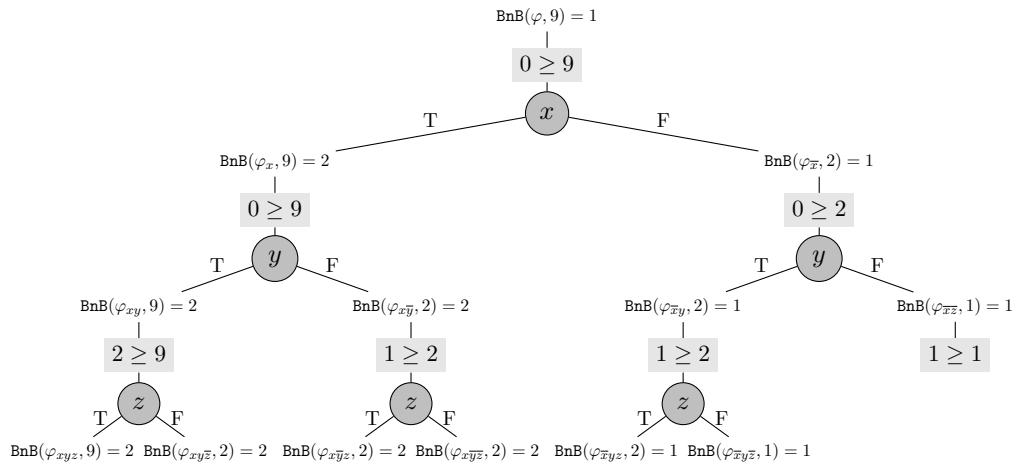 BnB(φ, 9) = 1
0 ≥ 9
x
T F
BnB(φ_x, 9) = 2 BnB(φ_x̅, 2) = 1
0 ≥ 9 0 ≥ 2
y y
T F T F
BnB(φ_xy, 9) = 2 BnB(φ_xy̅, 2) = 2 BnB(φ_x̅y, 2) = 1 BnB(φ_x̅z̅, 1) = 1
2 ≥ 9 1 ≥ 2 1 ≥ 2 1 ≥ 1
z z z
T F T F T F
BnB(φ_xyz, 9) = 2 BnB(φ_xyz̅, 2) = 2 BnB(φ_xy̅z, 2) = 2 BnB(φ_xy̅z̅, 2) = 2 BnB(φ_x̅yz, 2) = 1 BnB(φ_x̅yz̅, 1) = 1